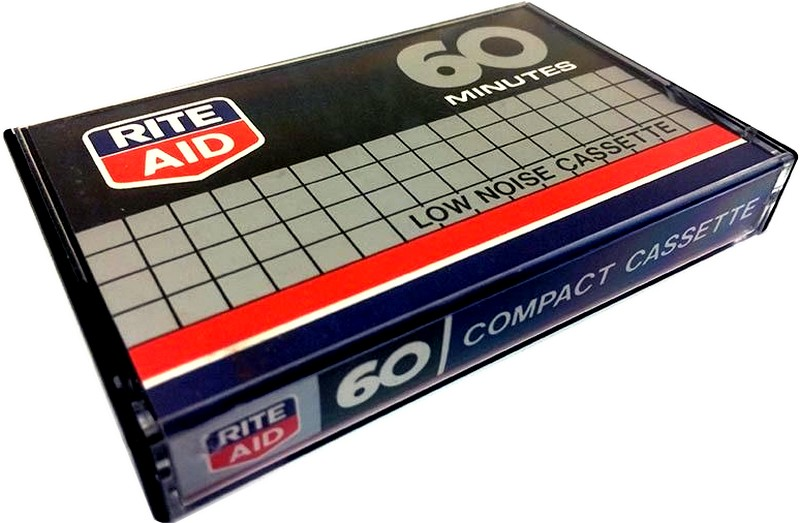 60
MINUTES
RITE
AID
LOW NOISE CASSETTE
RITE
AID
60 | COMPACT CASSETTE